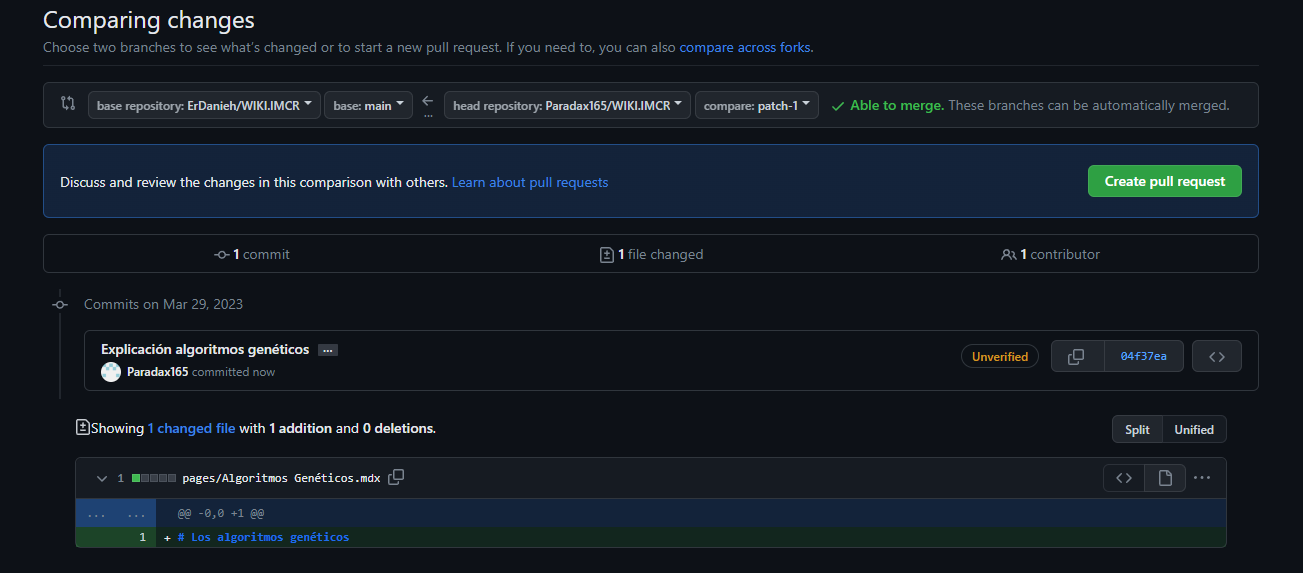 Comparing changes
Choose two branches to see what's changed or to start a new pull request. If you need to, you can also compare across forks.
base repository: ErDanieh/WIKI.IMCR base: main ... head repository: Paradax165/WIKI.IMCR compare: patch-1 Able to merge. These branches can be automatically merged.
Discuss and review the changes in this comparison with others. Learn about pull requests Create pull request
1 commit 1 file changed 1 contributor
Commits on Mar 29, 2023
Explicación algoritmos genéticos ...
Paradax165 committed now
Unverified 04f37ea
Showing 1 changed file with 1 addition and 0 deletions. Split Unified
1 pages/Algoritmos Genéticos.mdx
... ... @@ -0,0 +1 @@
1 + # Los algoritmos genéticos